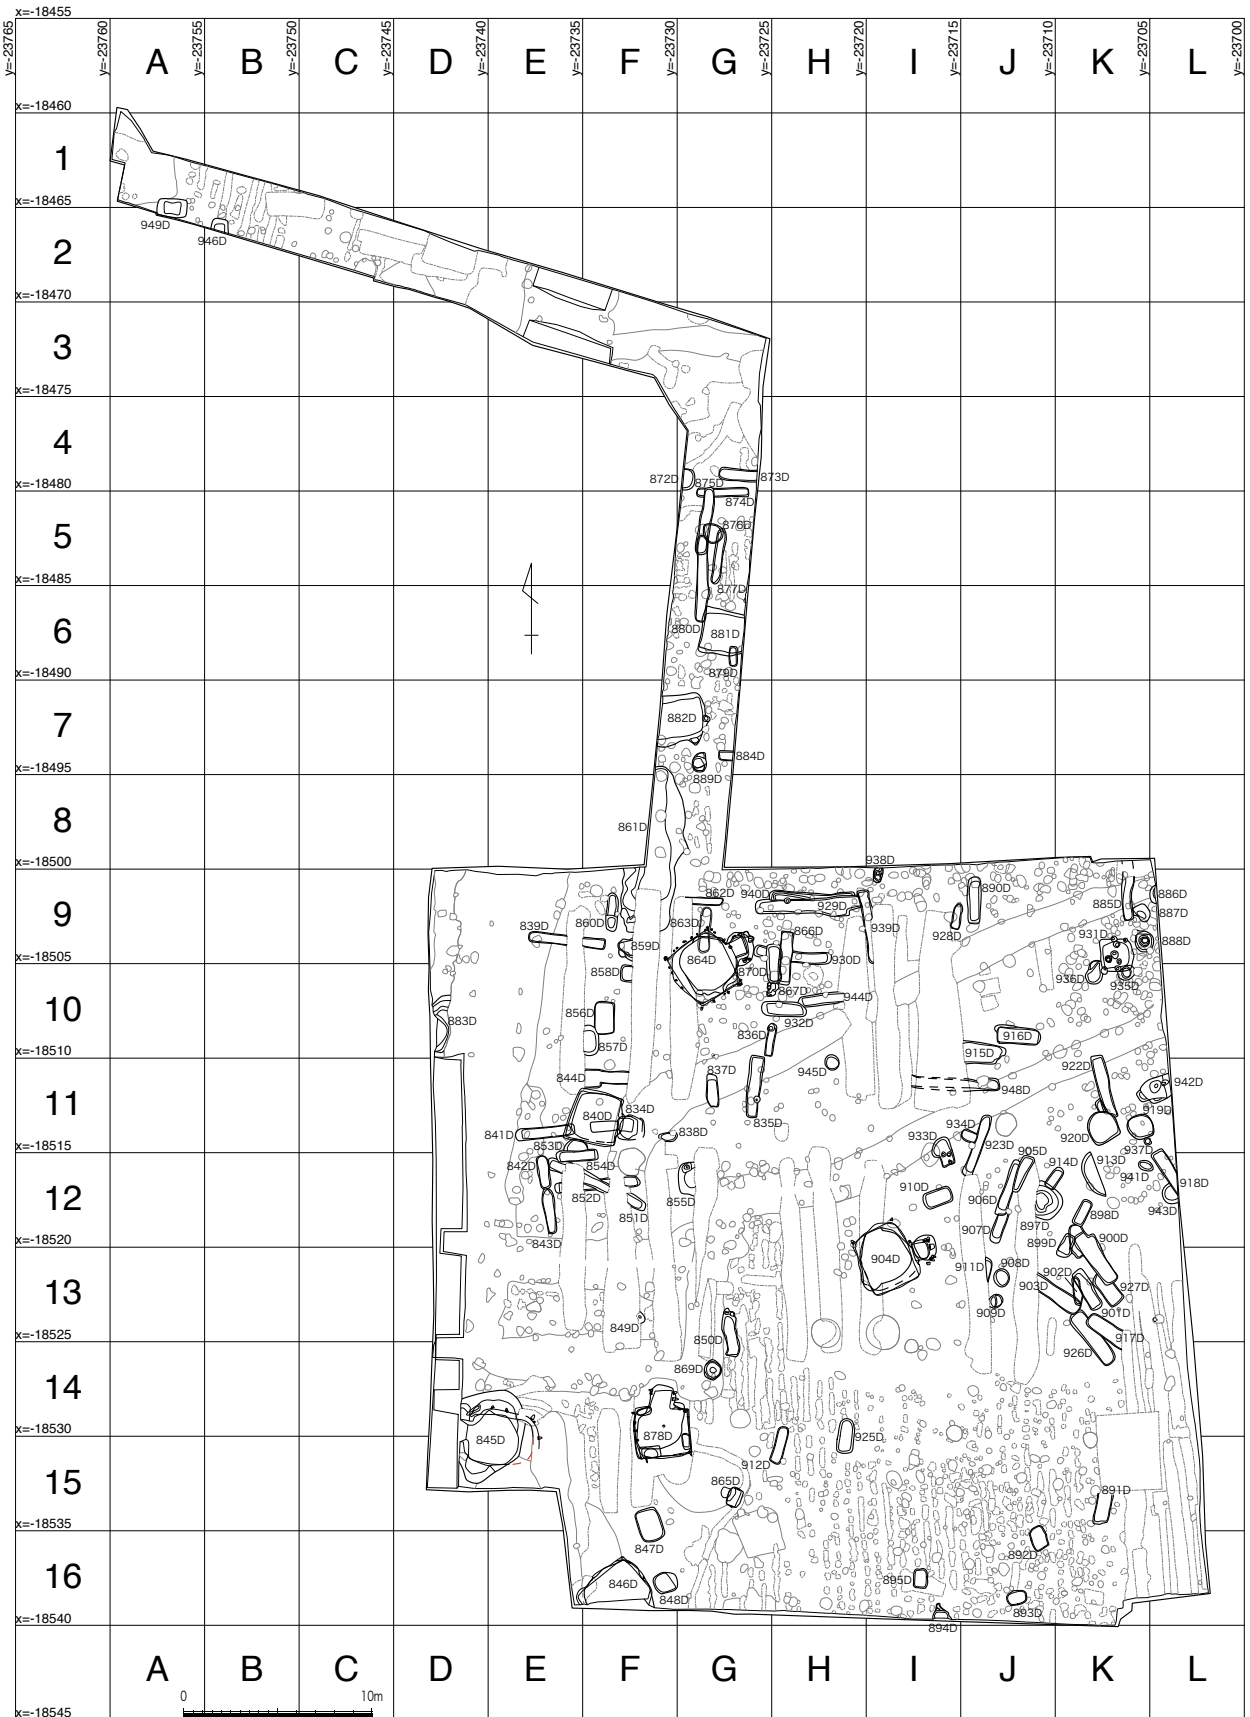 x=-18455
y=-23765
y=-23760
y=-23755
y=-23750
y=-23745
y=-23740
y=-23735
y=-23730
y=-23725
y=-23720
y=-23715
y=-23710
y=-23705
y=-23700
A B C D E F G H I J K L
x=-18460
1
x=-18465
949D
946D
2
x=-18470
3
x=-18475
4
872D
875D
873D
x=-18480
874D
876D
5
x=-18485
877D
880D
881D
6
879D
x=-18490
882D
7
884D
889D
x=-18495
8
861D
x=-18500
938D
862D
940D
890D
886D
9
929D
885D
887D
860D
863D
839D
866D
939D
928D
931D
888D
859D
864D
930D
x=-18505
858D
870D
936D
935D
867D
944D
10
856D
883D
932D
836D
916D
857D
915D
x=-18510
844D
837D
945D
922D
948D
942D
11
840D
834D
919D
841D
838D
835D
933D
934D
923D
920D
937D
853D
x=-18515
842D
854D
905D
914D
913D
941D
918D
12
852D
855D
910D
906D
851D
907D
897D
898D
943D
843D
899D
900D
x=-18520
904D
911D
908D
902D
903D
927D
13
909D
901D
849D
850D
917D
x=-18525
926D
869D
14
x=-18530
845D
878D
925D
912D
15
865D
891D
x=-18535
847D
892D
16
846D
848D
895D
893D
x=-18540
894D
A B C D E F G H I J K L
0 10m
x=-18545